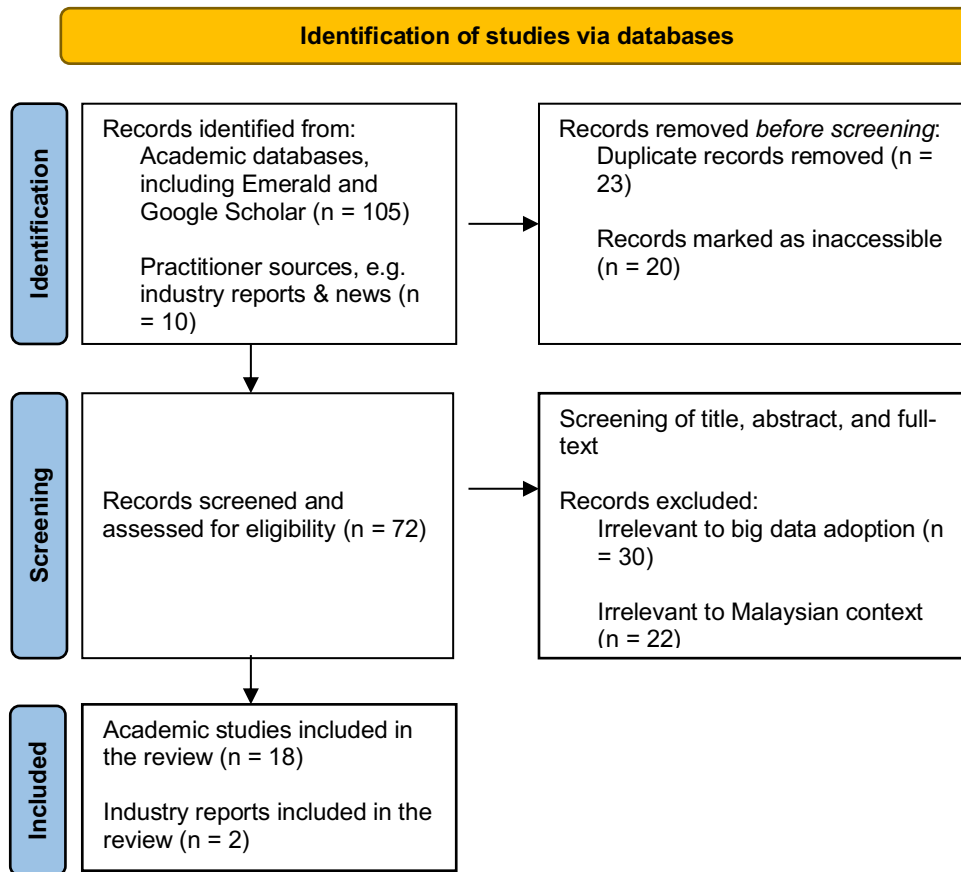 Identification of studies via databases
Identification
Records identified from:
Academic databases,
including Emerald and
Google Scholar (n = 105)
Practitioner sources, e.g.
industry reports & news (n
= 10)
Records removed before screening:
Duplicate records removed (n =
23)
Records marked as inaccessible
(n = 20)
Screening
Records screened and
assessed for eligibility (n = 72)
Screening of title, abstract, and full-
text
Records excluded:
Irrelevant to big data adoption (n
= 30)
Irrelevant to Malaysian context
(n = 22)
Included
Academic studies included in
the review (n = 18)
Industry reports included in the
review (n = 2)